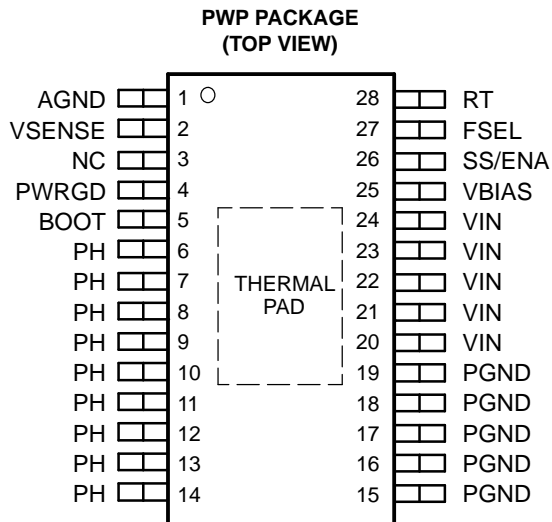 PWP PACKAGE
(TOP VIEW)
AGND 1 28 RT
VSENSE 2 27 FSEL
NC 3 26 SS/ENA
PWRGD 4 25 VBIAS
BOOT 5 24 VIN
PH 6 23 VIN
PH 7 22 VIN
PH 8 21 VIN
PH 9 20 VIN
PH 10 19 PGND
PH 11 18 PGND
PH 12 17 PGND
PH 13 16 PGND
PH 14 15 PGND
THERMAL
PAD